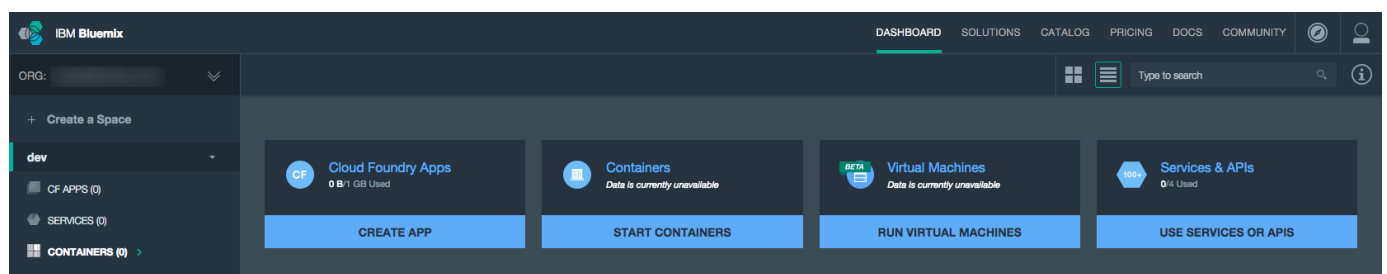 IBM Bluemix
DASHBOARD SOLUTIONS CATALOG PRICING DOCS COMMUNITY
ORG:
Type to search
+ Create a Space
dev
CF APPS (0)
SERVICES (0)
CONTAINERS (0) >
CF
Cloud Foundry Apps
0 B/1 GB Used
CREATE APP
Containers
Data is currently unavailable
START CONTAINERS
BETA
Virtual Machines
Data is currently unavailable
RUN VIRTUAL MACHINES
100+
Services & APIs
0/4 Used
USE SERVICES OR APIS